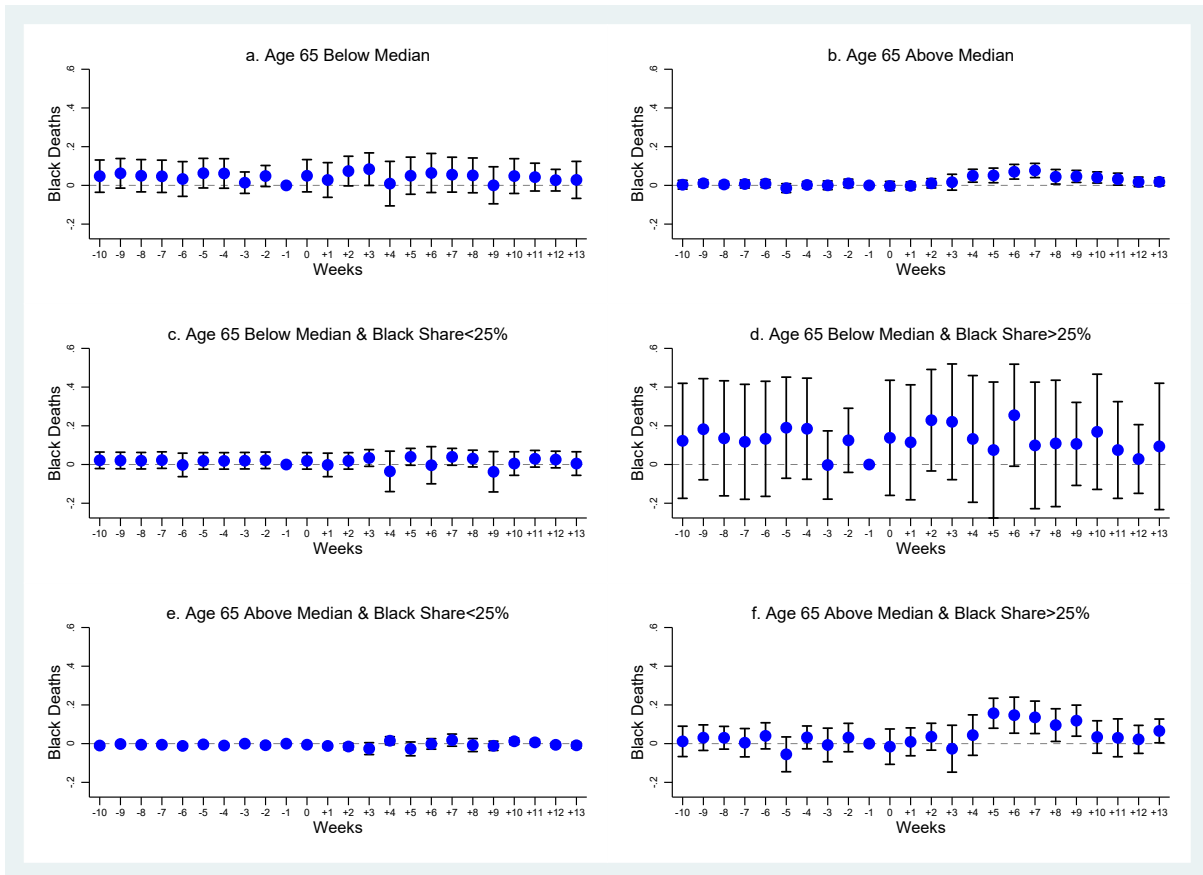 a. Age 65 Below Median
Black Deaths
.6
.4
.2
0
-.2
-10 -9 -8 -7 -6 -5 -4 -3 -2 -1 0 +1 +2 +3 +4 +5 +6 +7 +8 +9 +10 +11 +12 +13
Weeks
b. Age 65 Above Median
Black Deaths
.6
.4
.2
0
-.2
-10 -9 -8 -7 -6 -5 -4 -3 -2 -1 0 +1 +2 +3 +4 +5 +6 +7 +8 +9 +10 +11 +12 +13
Weeks
c. Age 65 Below Median & Black Share<25%
Black Deaths
.6
.4
.2
0
-.2
-10 -9 -8 -7 -6 -5 -4 -3 -2 -1 0 +1 +2 +3 +4 +5 +6 +7 +8 +9 +10 +11 +12 +13
Weeks
d. Age 65 Below Median & Black Share>25%
Black Deaths
.6
.4
.2
0
-.2
-10 -9 -8 -7 -6 -5 -4 -3 -2 -1 0 +1 +2 +3 +4 +5 +6 +7 +8 +9 +10 +11 +12 +13
Weeks
e. Age 65 Above Median & Black Share<25%
Black Deaths
.6
.4
.2
0
-.2
-10 -9 -8 -7 -6 -5 -4 -3 -2 -1 0 +1 +2 +3 +4 +5 +6 +7 +8 +9 +10 +11 +12 +13
Weeks
f. Age 65 Above Median & Black Share>25%
Black Deaths
.6
.4
.2
0
-.2
-10 -9 -8 -7 -6 -5 -4 -3 -2 -1 0 +1 +2 +3 +4 +5 +6 +7 +8 +9 +10 +11 +12 +13
Weeks